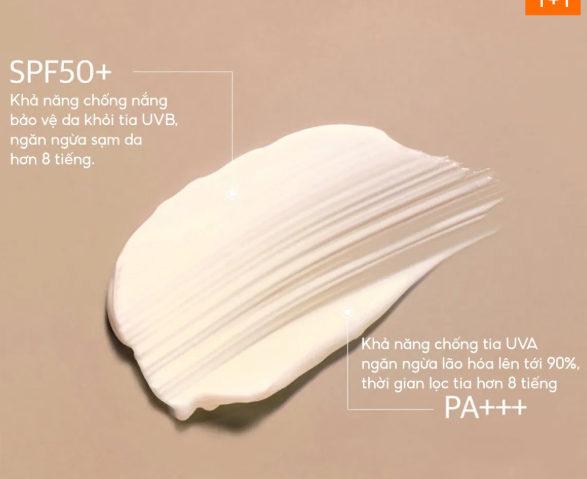 1+1
SPF50+
Khả năng chống nắng
bảo vệ da khỏi tia UVB,
ngăn ngừa sạm da
hơn 8 tiếng.
Khả năng chống tia UVA
ngăn ngừa lão hóa lên tới 90%,
thời gian lọc tia hơn 8 tiếng
PA+++